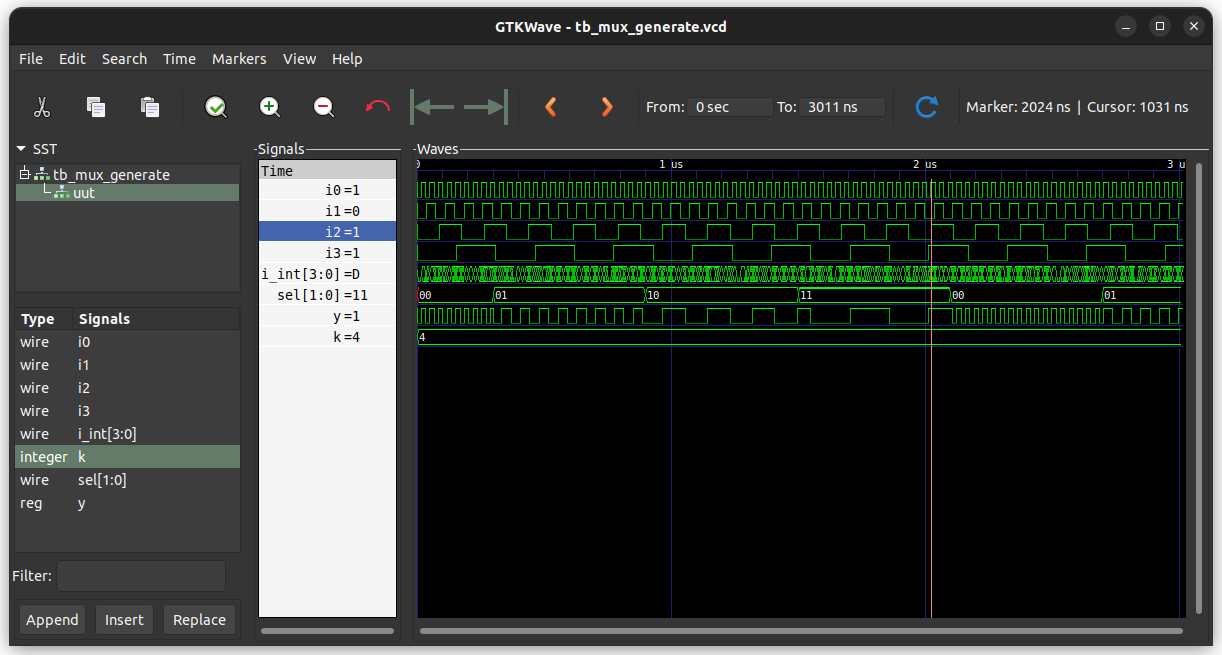 GTKWave - tb_mux_generate.vcd
File Edit Search Time Markers View Help
From: 0 sec To: 3011 ns Marker: 2024 ns | Cursor: 1031 ns
SST
tb_mux_generate
uut
Type Signals
wire i0
wire i1
wire i2
wire i3
wire i_int[3:0]
integer k
wire sel[1:0]
reg y
Filter:
Append Insert Replace
Signals
Time
i0=1
i1=0
i2=1
i3=1
i_int[3:0]=D
sel[1:0]=11
y=1
k=4
Waves
0 1 us 2 us 3 u
00 01 10 11 00 01
4